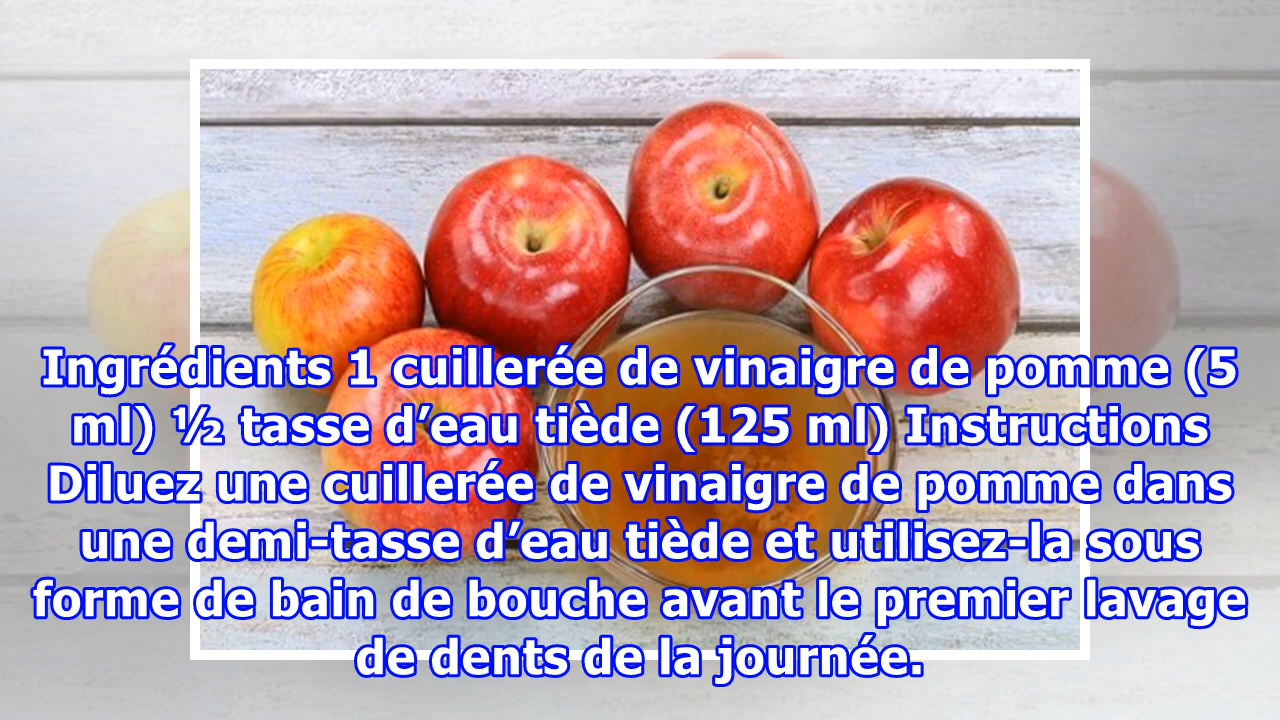 Ingrédients 1 cuillerée de vinaigre de pomme (5
ml) ½ tasse d’eau tiède (125 ml) Instructions
Diluez une cuillerée de vinaigre de pomme dans
une demi-tasse d’eau tiède et utilisez-la sous
forme de bain de bouche avant le premier lavage
de dents de la journée.